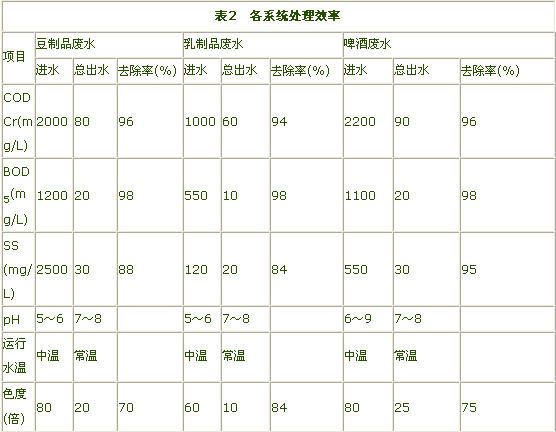 表2 各系统处理效率
项目 豆制品废水 乳制品废水 啤酒废水
进水 总出水 去除率(%) 进水 总出水 去除率(%) 进水 总出水 去除率(%)
COD
Cr(m
g/L) 2000 80 96 1000 60 94 2200 90 96
BOD
5(m
g/L) 1200 20 98 550 10 98 1100 20 98
SS
(mg/
L) 2500 30 88 120 20 84 550 30 95
pH 5～6 7～8 5～6 7～8 6～9 7～8
运行
水温 中温 常温 中温 常温 中温 常温
色度
(倍) 80 20 70 60 10 84 80 25 75